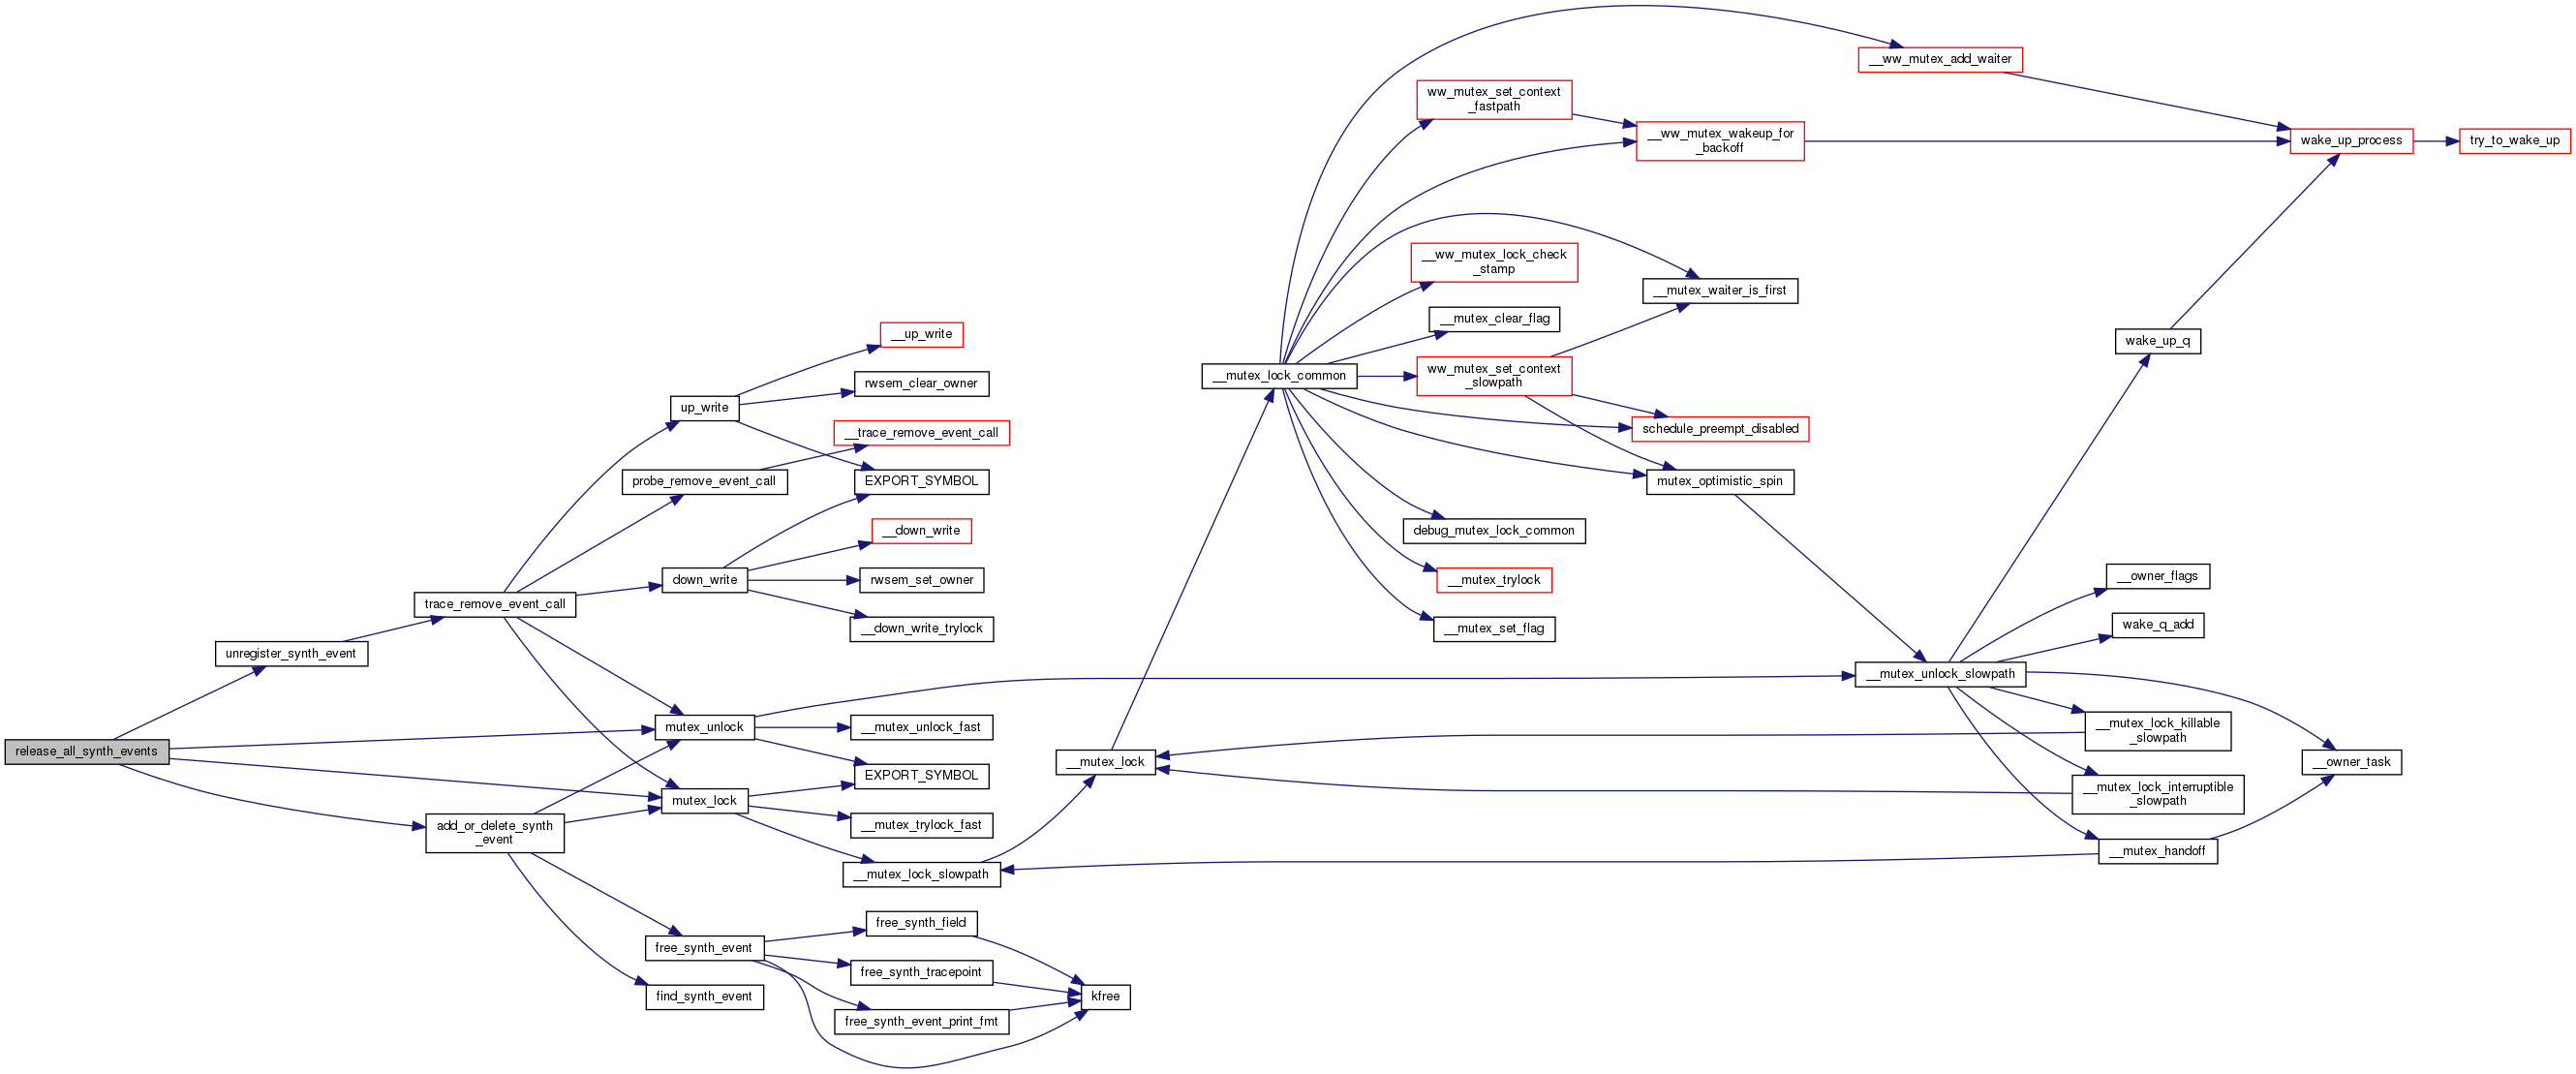 release_all_synth_events
unregister_synth_event
trace_remove_event_call
add_or_delete_synth
_event
up_write
probe_remove_event_call
down_write
mutex_unlock
mutex_lock
free_synth_event
find_synth_event
__up_write
rwsem_clear_owner
__trace_remove_event_call
EXPORT_SYMBOL
__down_write
rwsem_set_owner
__down_write_trylock
__mutex_unlock_fast
EXPORT_SYMBOL
__mutex_trylock_fast
__mutex_lock_slowpath
free_synth_field
free_synth_tracepoint
free_synth_event_print_fmt
__mutex_lock
kfree
__mutex_lock_common
ww_mutex_set_context
_fastpath
__ww_mutex_lock_check
_stamp
__mutex_clear_flag
ww_mutex_set_context
_slowpath
debug_mutex_lock_common
__mutex_trylock
__mutex_set_flag
__ww_mutex_wakeup_for
_backoff
__mutex_waiter_is_first
schedule_preempt_disabled
mutex_optimistic_spin
__ww_mutex_add_waiter
__mutex_unlock_slowpath
wake_up_q
__owner_flags
wake_q_add
__mutex_lock_killable
_slowpath
__mutex_lock_interruptible
_slowpath
__mutex_handoff
wake_up_process
__owner_task
try_to_wake_up